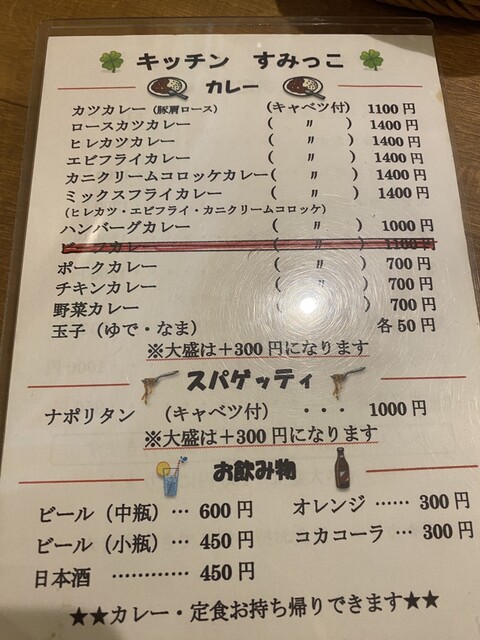 キッチン すみっこ
カレー
カツカレー（豚肩ロース） （キャベツ付） 1100円
ロースカツカレー （ 〃 ） 1400円
ヒレカツカレー （ 〃 ） 1400円
エビフライカレー （ 〃 ） 1400円
カニクリームコロッケカレー（ 〃 ） 1400円
ミックスフライカレー （ 〃 ） 1400円
（ヒレカツ・エビフライ・カニクリームコロッケ）
ハンバーグカレー （ 〃 ） 1000円
ビーフカレー （ 〃 ） 1100円
ポークカレー （ 〃 ） 700円
チキンカレー （ 〃 ） 700円
野菜カレー （ 〃 ） 700円
玉子（ゆで・なま） 各50円
※大盛は＋300円になります
スパゲッティ
ナポリタン （キャベツ付） ・・・ 1000円
※大盛は＋300円になります
お飲み物
ビール（中瓶）… 600円 オレンジ …… 300円
ビール（小瓶）… 450円 コカコーラ … 300円
日本酒 ………… 450円
★★カレー・定食お持ち帰りできます★★